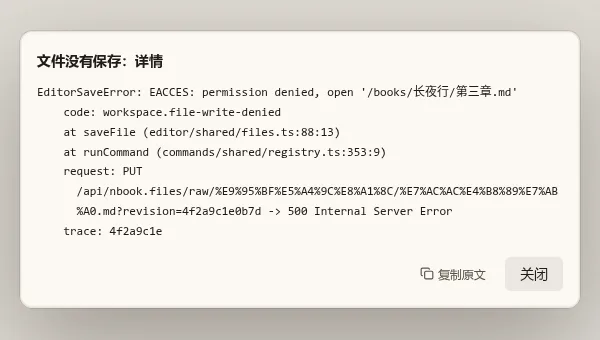 文件没有保存：详情
EditorSaveError: EACCES: permission denied, open '/books/长夜行/第三章.md'
code: workspace.file-write-denied
at saveFile (editor/shared/files.ts:88:13)
at runCommand (commands/shared/registry.ts:353:9)
request: PUT
/api/nbook.files/raw/%E9%95%BF%E5%A4%9C%E8%A1%8C/%E7%AC%AC%E4%B8%89%E7%AB
%A0.md?revision=4f2a9c1e0b7d -> 500 Internal Server Error
trace: 4f2a9c1e
复制原文
关闭